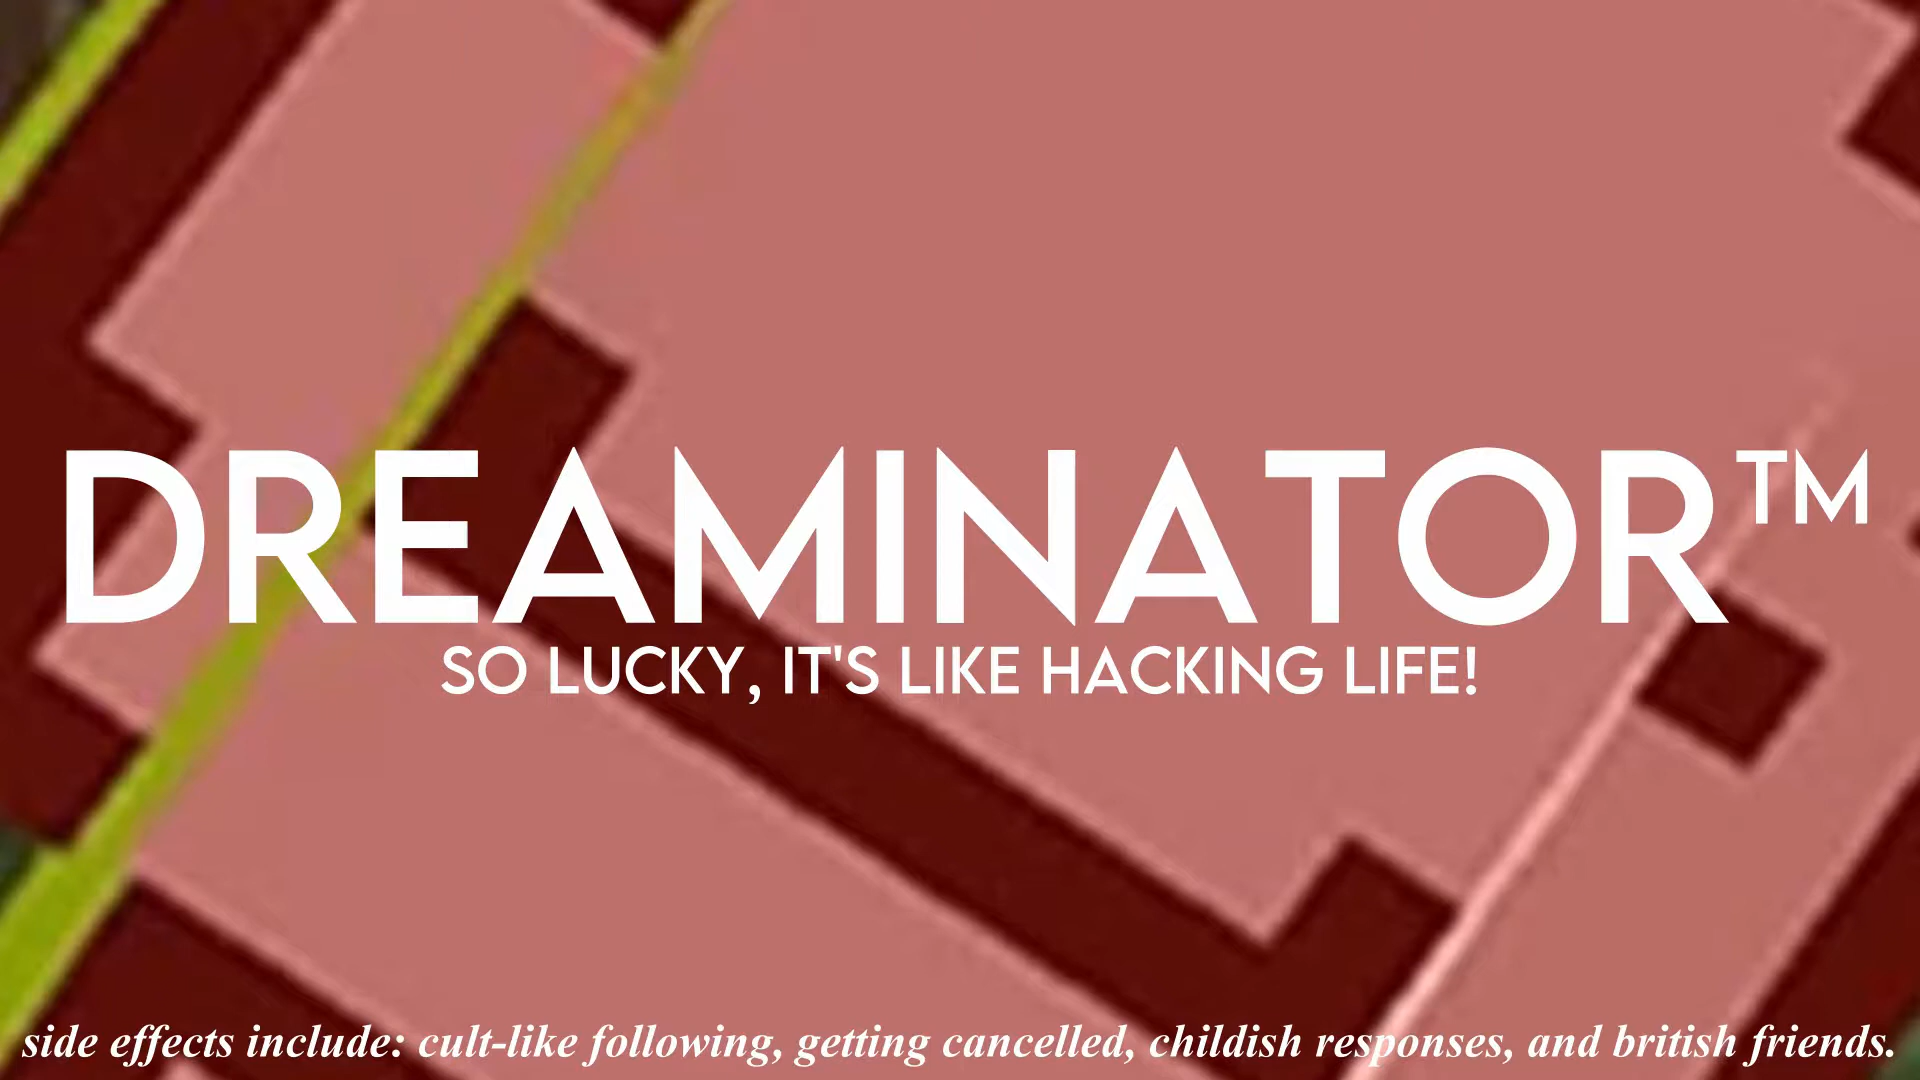 DREAMINATOR™
SO LUCKY, IT'S LIKE HACKING LIFE!
side effects include: cult-like following, getting cancelled, childish responses, and british friends.